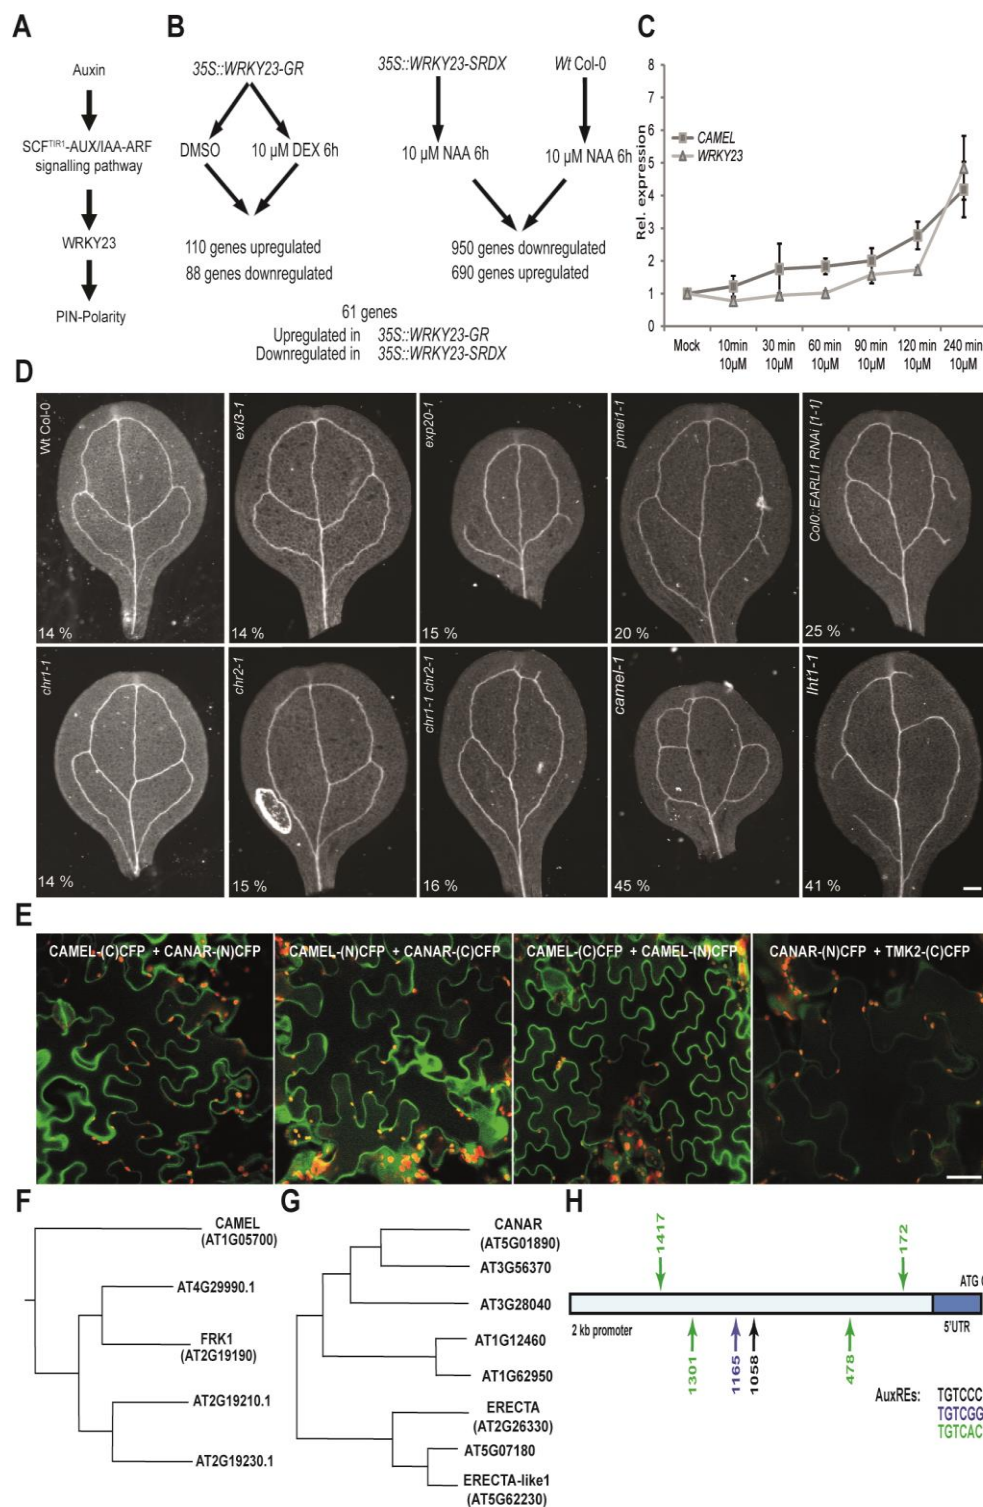 A
Auxin
SCFTIR1-AUX/IAA-ARF
signalling pathway
WRKY23
PIN-Polarity
B
35S::WRKY23-GR
35S::WRKY23-SRDX
Wt Col-0
DMSO
10 µM DEX 6h
10 µM NAA 6h
10 µM NAA 6h
110 genes upregulated
88 genes downregulated
950 genes downregulated
690 genes upregulated
61 genes
Upregulated in 35S::WRKY23-GR
Downregulated in 35S::WRKY23-SRDX
C
Rel. expression
8
7
6
5
4
3
2
1
0
CAMEL
WRKY23
Mock 10min 30 min 60 min 90 min 120 min 240 min
10µM 10µM 10µM 10µM 10µM 10µM
D
Wt Col-0
14 %
exl3-1
14 %
exp20-1
15 %
pmei1-1
20 %
Col0::EARLI1 RNAi [1-1]
25 %
chr1-1
14 %
chr2-1
15 %
chr1-1 chr2-1
16 %
camel-1
45 %
lht1-1
41 %
E
CAMEL-(C)CFP + CANAR-(N)CFP
CAMEL-(N)CFP + CANAR-(C)CFP
CAMEL-(C)CFP + CAMEL-(N)CFP
CANAR-(N)CFP + TMK2-(C)CFP
F
CAMEL
(AT1G05700)
AT4G29990.1
FRK1
(AT2G19190)
AT2G19210.1
AT2G19230.1
G
CANAR
(AT5G01890)
AT3G56370
AT3G28040
AT1G12460
AT1G62950
ERECTA
(AT2G26330)
AT5G07180
ERECTA-like1
(AT5G62230)
H
1417
172
ATG
2 kb promoter
5'UTR
1301
1165
1058
478
AuxREs: TGTCCC
TGTCGG
TGTCAC